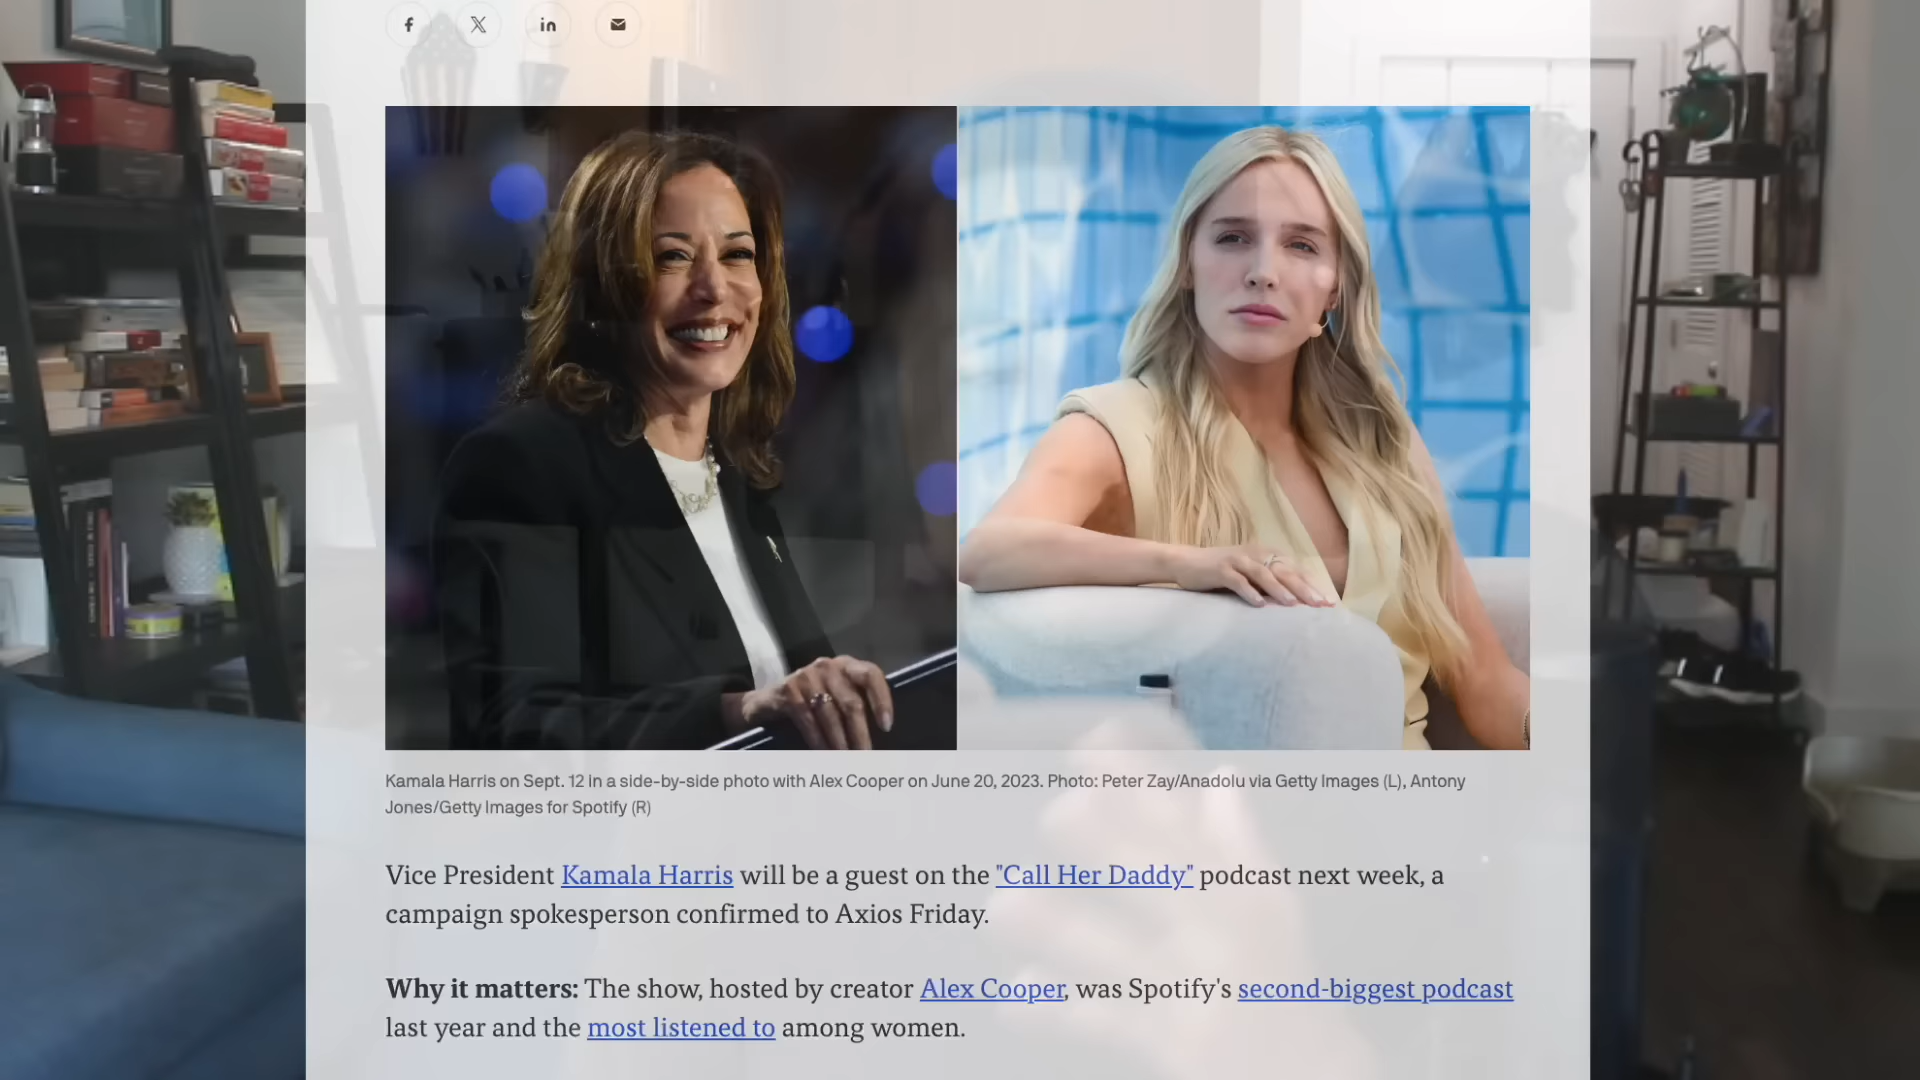 Kamala Harris on Sept. 12 in a side-by-side photo with Alex Cooper on June 20, 2023. Photo: Peter Zay/Anadolu via Getty Images (L), Antony
Jones/Getty Images for Spotify (R)
Vice President Kamala Harris will be a guest on the "Call Her Daddy" podcast next week, a
campaign spokesperson confirmed to Axios Friday.
Why it matters: The show, hosted by creator Alex Cooper, was Spotify's second-biggest podcast
last year and the most listened to among women.